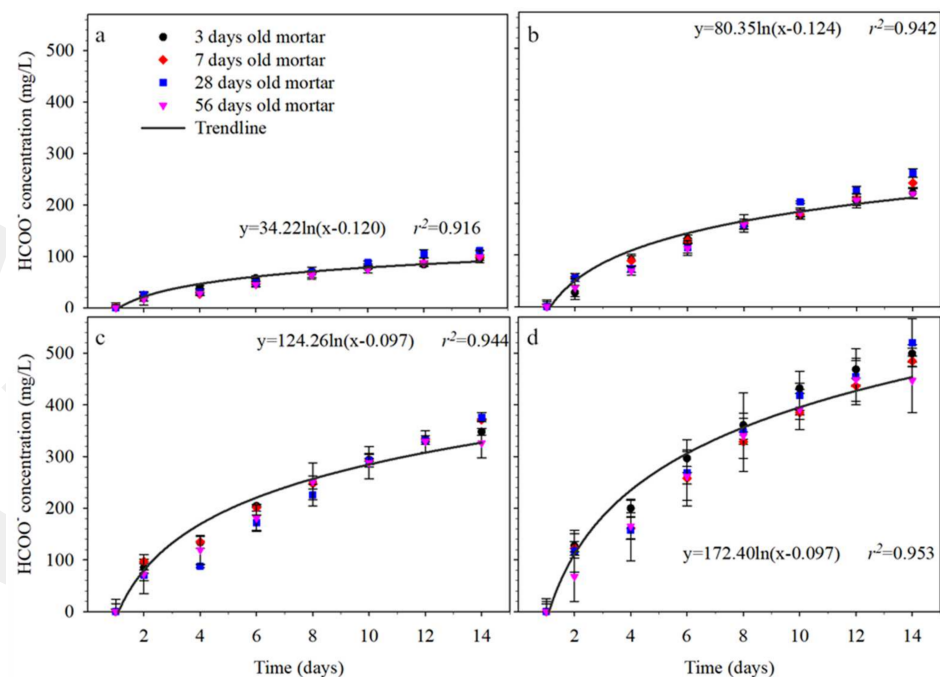 a
3 days old mortar
7 days old mortar
28 days old mortar
56 days old mortar
Trendline
y=34.22ln(x-0.120) r²=0.916
500
400
300
200
100
0
HCOO⁻ concentration (mg/L)
b
y=80.35ln(x-0.124) r²=0.942
c
y=124.26ln(x-0.097) r²=0.944
500
400
300
200
100
0
HCOO⁻ concentration (mg/L)
2 4 6 8 10 12 14
Time (days)
d
y=172.40ln(x-0.097) r²=0.953
2 4 6 8 10 12 14
Time (days)